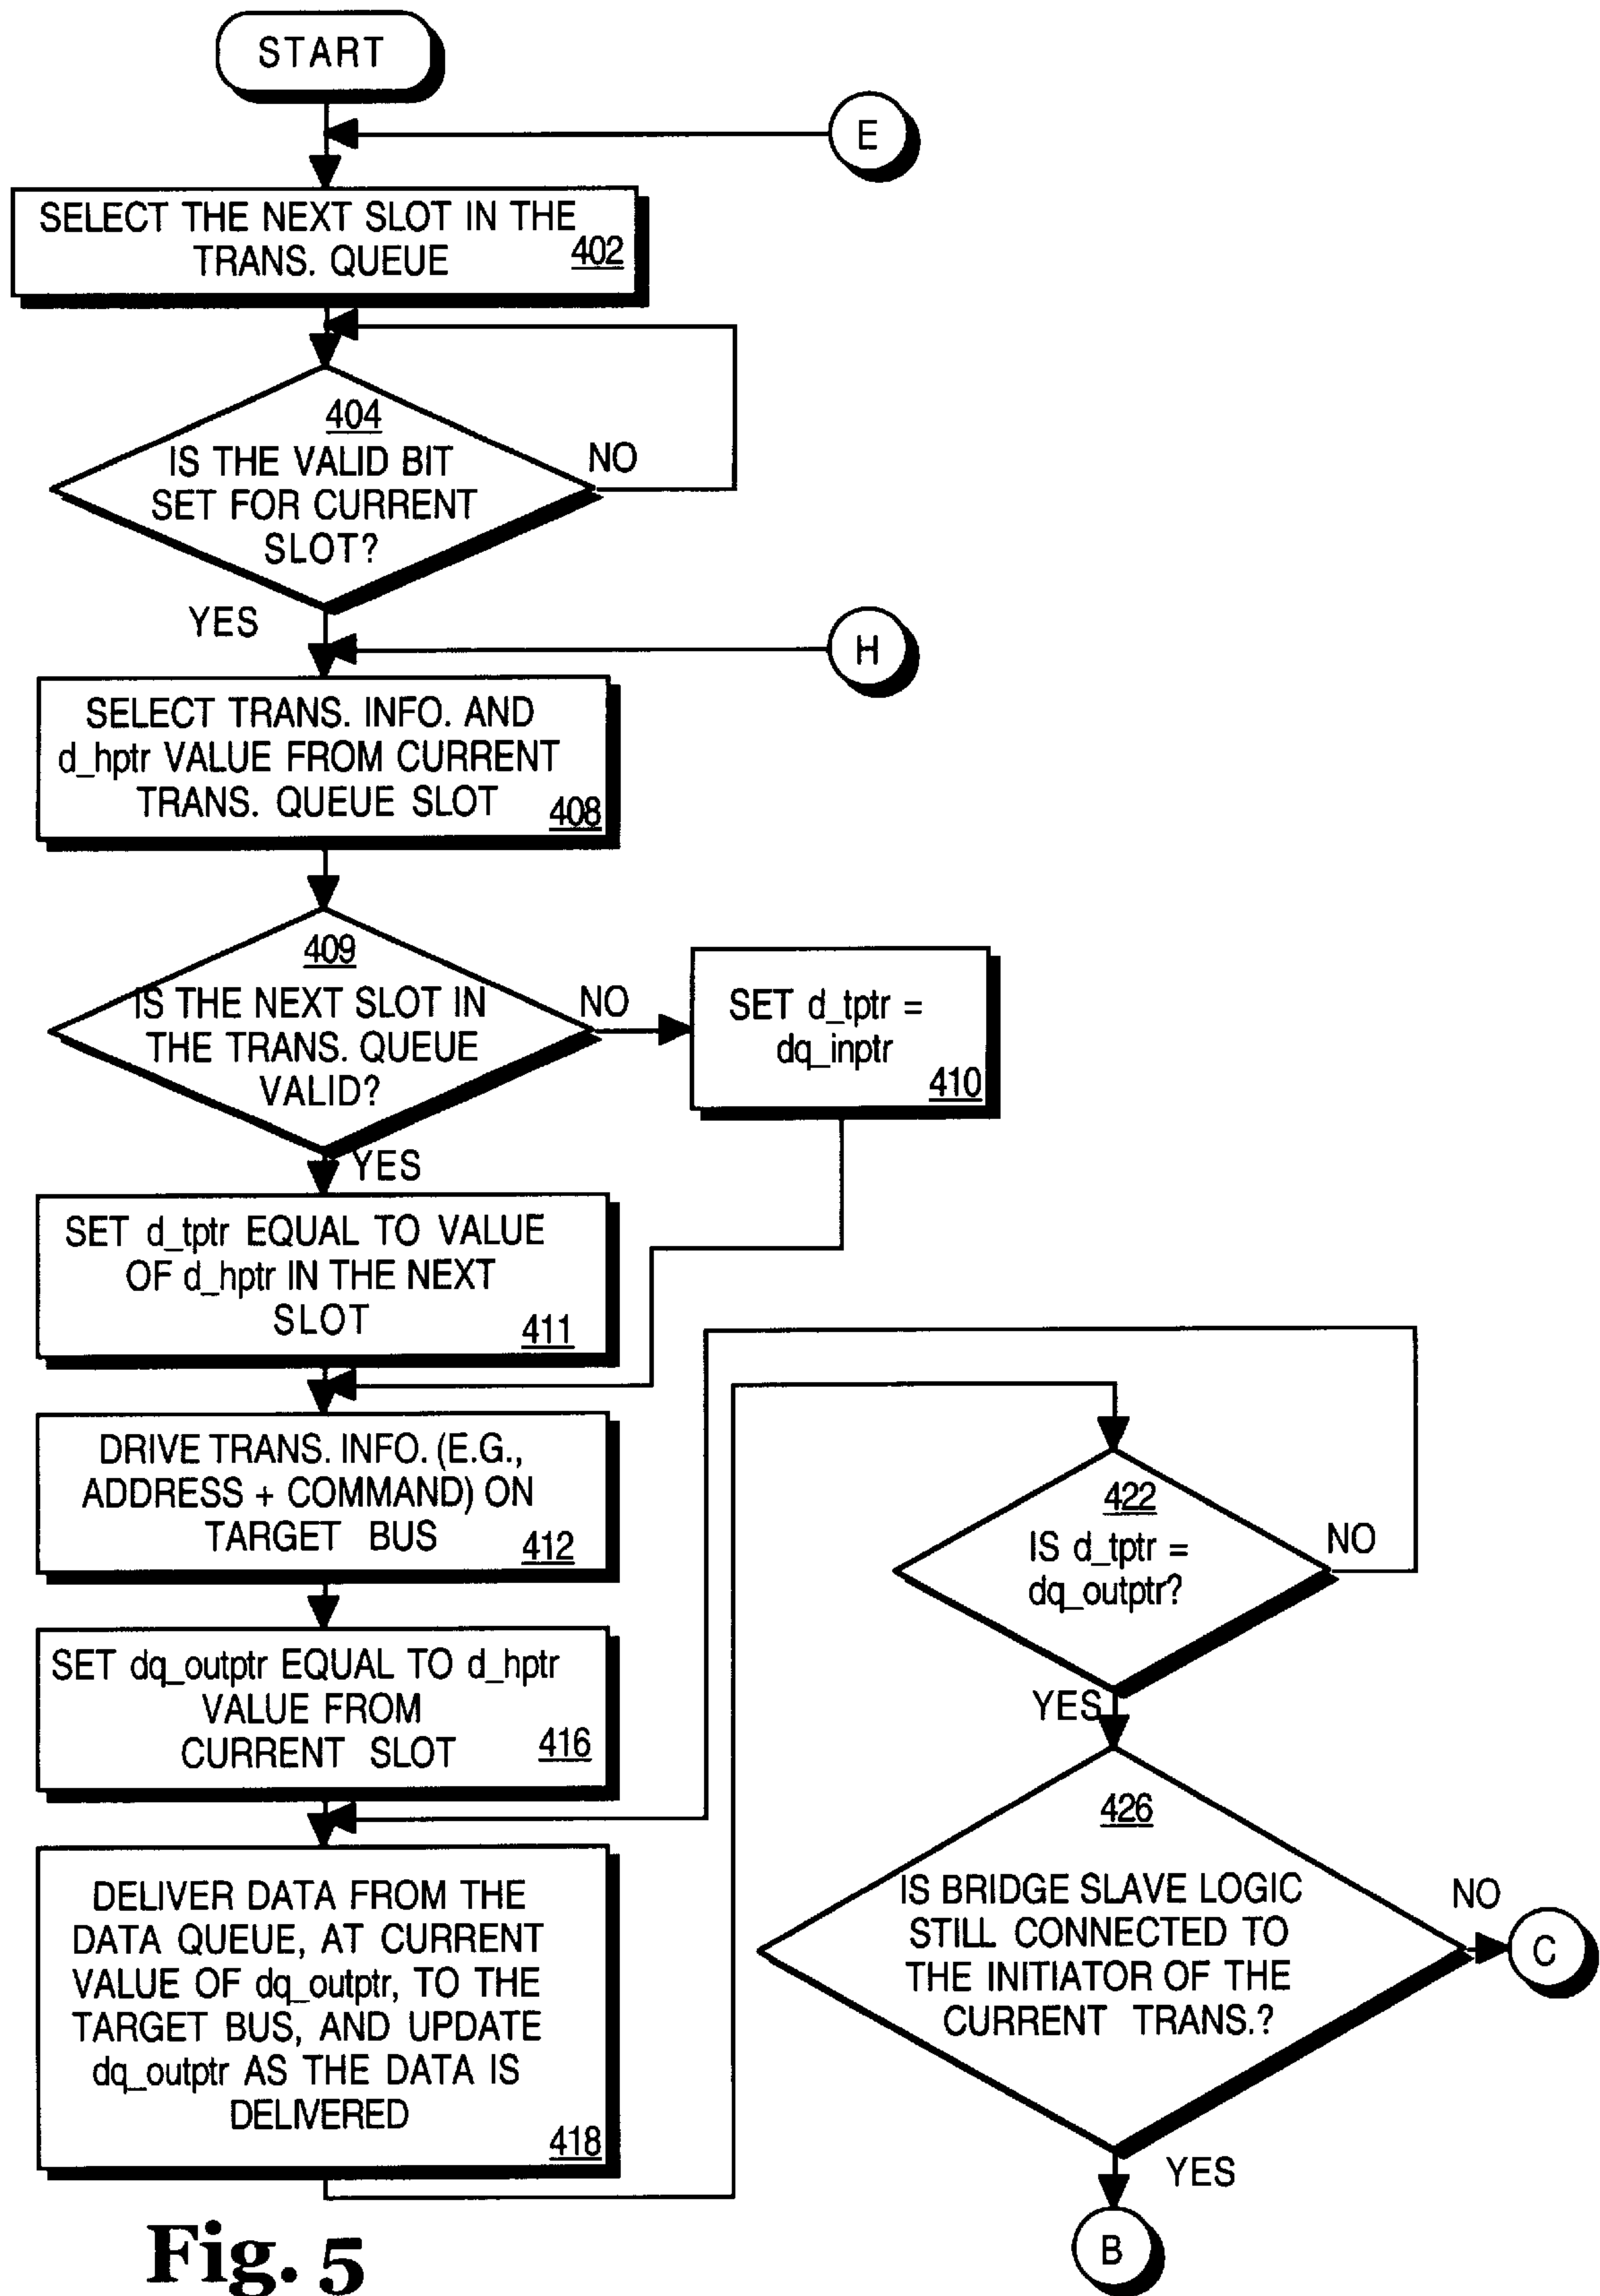 START
E
SELECT THE NEXT SLOT IN THE
TRANS. QUEUE
402
404
IS THE VALID BIT
SET FOR CURRENT
SLOT?
NO
YES
H
SELECT TRANS. INFO. AND
d_hptr VALUE FROM CURRENT
TRANS. QUEUE SLOT
408
409
IS THE NEXT SLOT IN
THE TRANS. QUEUE
VALID?
NO
SET d_tptr =
dq_inptr
410
YES
SET d_tptr EQUAL TO VALUE
OF d_hptr IN THE NEXT
SLOT
411
DRIVE TRANS. INFO. (E.G.,
ADDRESS + COMMAND) ON
TARGET BUS
412
SET dq_outptr EQUAL TO d_hptr
VALUE FROM
CURRENT SLOT
416
DELIVER DATA FROM THE
DATA QUEUE, AT CURRENT
VALUE OF dq_outptr, TO THE
TARGET BUS, AND UPDATE
dq_outptr AS THE DATA IS
DELIVERED
418
422
IS d_tptr =
dq_outptr?
NO
YES
426
IS BRIDGE SLAVE LOGIC
STILL CONNECTED TO
THE INITIATOR OF THE
CURRENT TRANS.?
NO
C
YES
B
Fig. 5